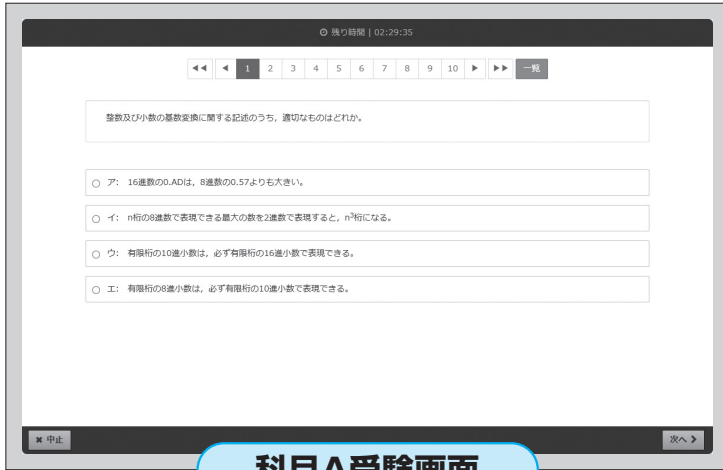 残り時間 | 02:29:35
◀◀ ◀ 1 2 3 4 5 6 7 8 9 10 ▶ ▶▶ 一覧
整数及び小数の基数変換に関する記述のうち，適切なものはどれか。
ア： 16進数の0.ADは，8進数の0.57よりも大きい。
イ： n桁の8進数で表現できる最大の数を2進数で表現すると，n³桁になる。
ウ： 有限桁の10進小数は，必ず有限桁の16進小数で表現できる。
エ： 有限桁の8進小数は，必ず有限桁の10進小数で表現できる。
✖ 中止
次へ ❯
科目A受験画面